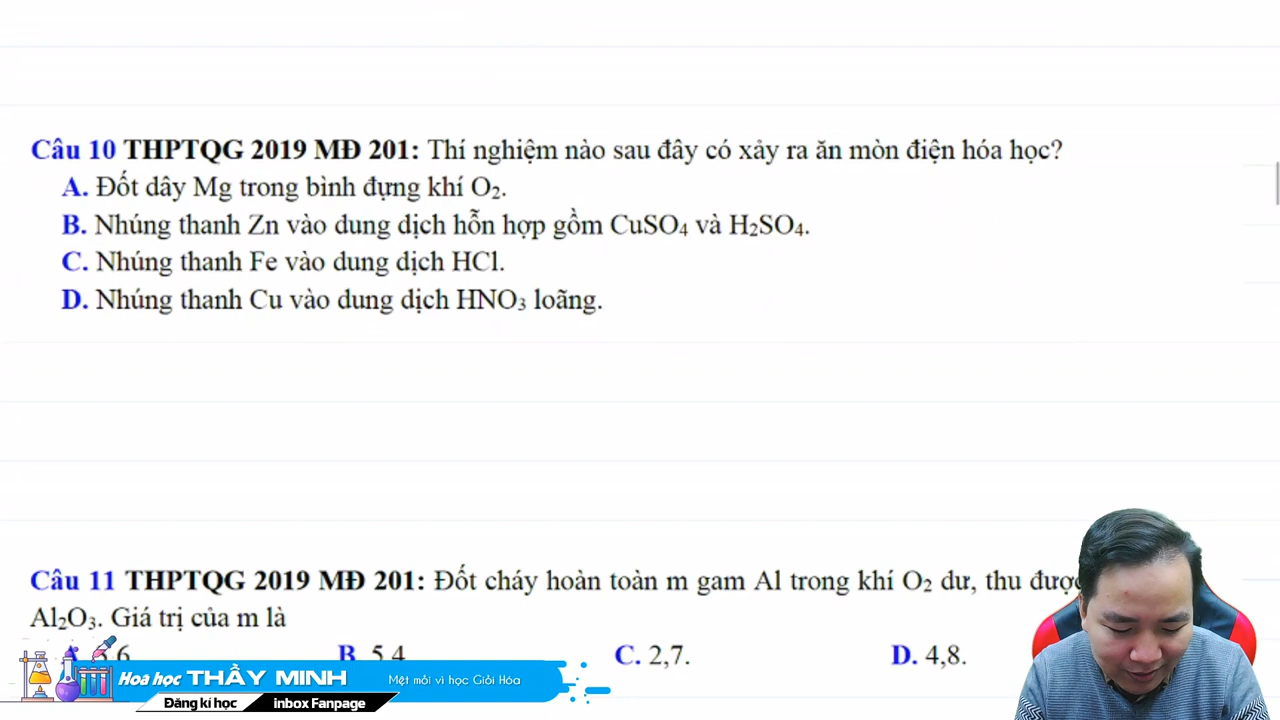 Câu 10 THPTQG 2019 MĐ 201: Thí nghiệm nào sau đây có xảy ra ăn mòn điện hóa học?
A. Đốt dây Mg trong bình đựng khí O₂.
B. Nhúng thanh Zn vào dung dịch hỗn hợp gồm CuSO₄ và H₂SO₄.
C. Nhúng thanh Fe vào dung dịch HCl.
D. Nhúng thanh Cu vào dung dịch HNO₃ loãng.
Câu 11 THPTQG 2019 MĐ 201: Đốt cháy hoàn toàn m gam Al trong khí O₂ dư, thu được
Al₂O₃. Giá trị của m là
B 5,4 C. 2,7. D. 4,8.
Hoa học THẦY MINH Mệt mỏi vì học Giỏi Hóa
Đăng kí học inbox Fanpage